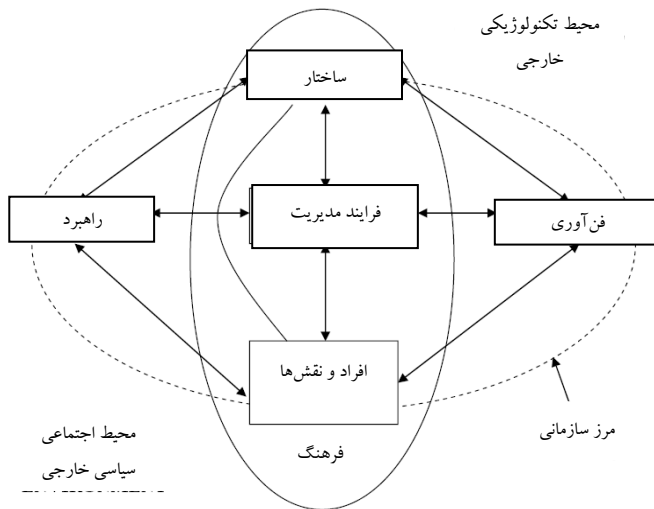 محیط تکنولوژیکی
خارجی
ساختار
راهبرد
فرایند مدیریت
فن‌آوری
افراد و نقش‌ها
مرز سازمانی
محیط اجتماعی
سیاسی خارجی
فرهنگ